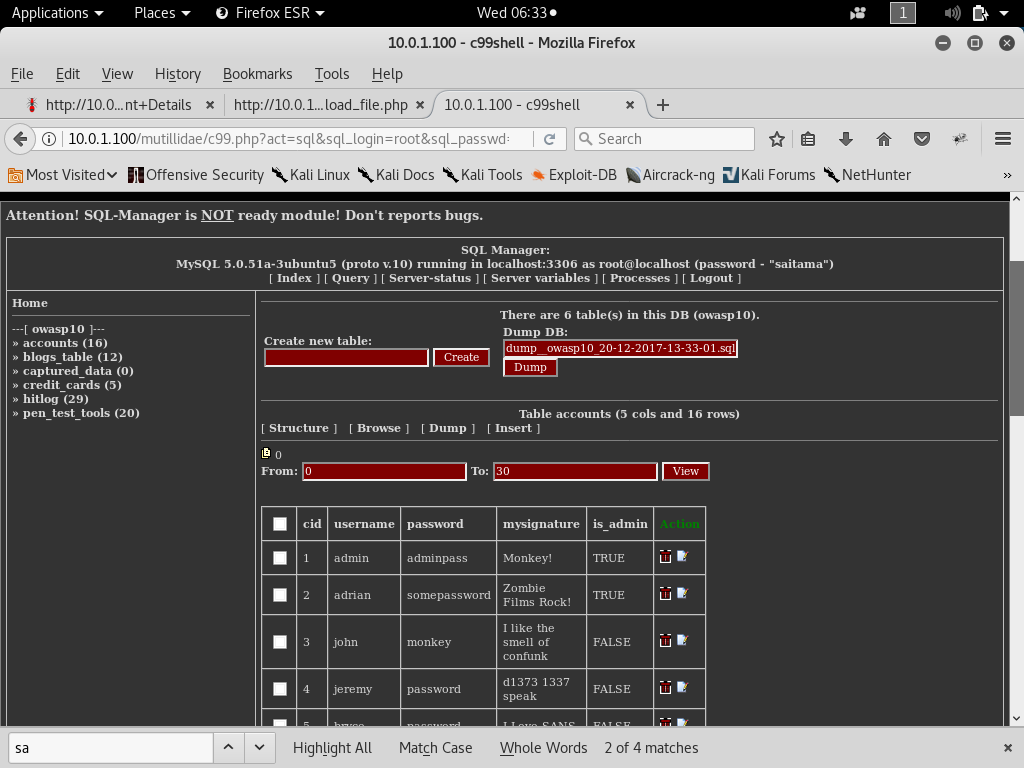 Applications Places Firefox ESR Wed 06:33 1
10.0.1.100 - c99shell - Mozilla Firefox
File Edit View History Bookmarks Tools Help
http://10.0...nt+Details http://10.0.1...load_file.php 10.0.1.100 - c99shell
10.0.1.100/mutillidae/c99.php?act=sql&sql_login=root&sql_passwd= Search
Most Visited Offensive Security Kali Linux Kali Docs Kali Tools Exploit-DB Aircrack-ng Kali Forums NetHunter »
Attention! SQL-Manager is NOT ready module! Don't reports bugs.
SQL Manager:
MySQL 5.0.51a-3ubuntu5 (proto v.10) running in localhost:3306 as root@localhost (password - "saitama")
[ Index ] [ Query ] [ Server-status ] [ Server variables ] [ Processes ] [ Logout ]
Home
---[ owasp10 ]---
» accounts (16)
» blogs_table (12)
» captured_data (0)
» credit_cards (5)
» hitlog (29)
» pen_test_tools (20)
There are 6 table(s) in this DB (owasp10).
Create new table:
Create
Dump DB:
dump__owasp10_20-12-2017-13-33-01.sql
Dump
Table accounts (5 cols and 16 rows)
[ Structure ] [ Browse ] [ Dump ] [ Insert ]
0
From: 0 To: 30 View
cid username password mysignature is_admin Action
1 admin adminpass Monkey! TRUE
2 adrian somepassword Zombie
Films Rock! TRUE
3 john monkey I like the
smell of
confunk FALSE
4 jeremy password d1373 1337
speak FALSE
5 bryce password I Love SANS FALSE
sa Highlight All Match Case Whole Words 2 of 4 matches